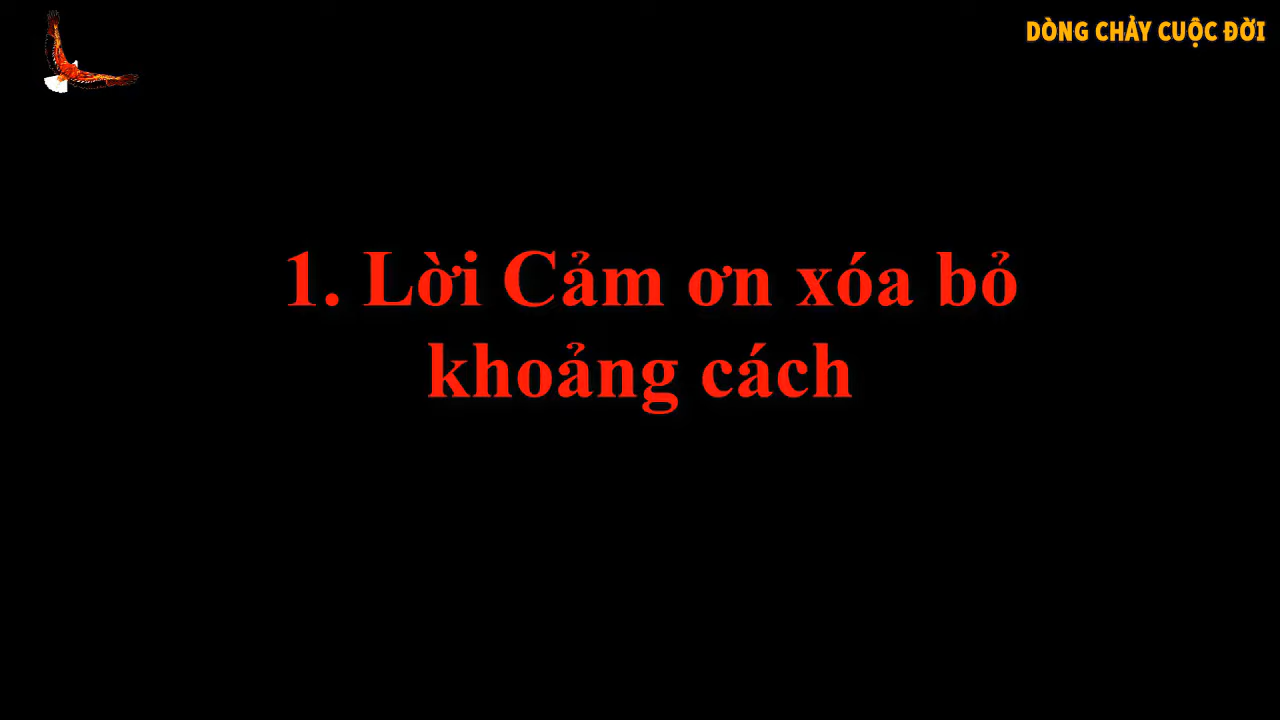 DÒNG CHẢY CUỘC ĐỜI
1. Lời Cảm ơn xóa bỏ
khoảng cách